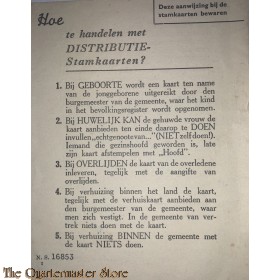 Deze aanwijzing bij de
stamkaarten bewaren
Hoe
te handelen met
DISTRIBUTIE-
Stamkaarten?
1. Bij GEBOORTE wordt een kaart ten name
van de jonggeborene uitgereikt door den
burgemeester van de gemeente, waar het kind
in het bevolkingsregister wordt opgenomen.
2. Bij HUWELIJK KAN de gehuwde vrouw de
kaart aanbieden ten einde daarop te DOEN
invullen „echtgenoote van..." (NIET zelf doen!).
Iemand die gezinshoofd geworden is, late
zijn kaart afstempelen met „Hoofd".
3. Bij OVERLIJDEN de kaart van de overledene
inleveren, tegelijk met de aangifte van
overlijden.
4. Bij verhuizing binnen het land de kaart,
tegelijk met de verhuiskaart aanbieden aan
den burgemeester van de gemeente, waar
men zich vestigt. In de gemeente van ver-
trek niets doen met de kaart.
5. Bij verhuizing BINNEN de gemeente met
de kaart NIETS doen.
R. B. 16853
The Quartermaster Store